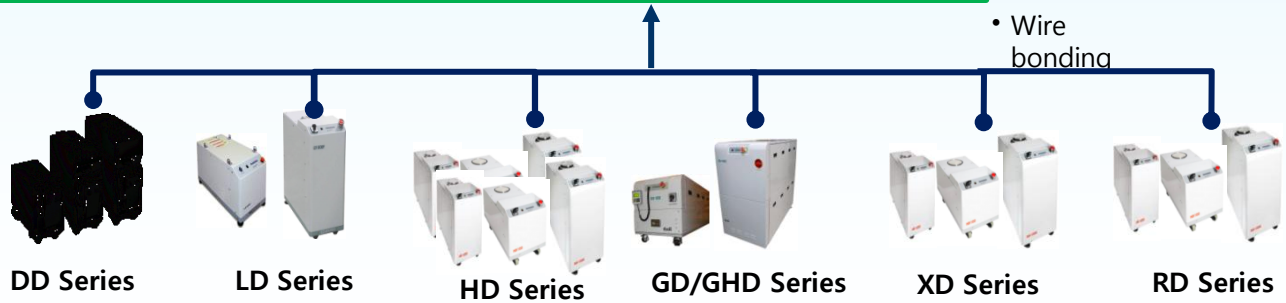 • Wire
bonding
DD Series
LD Series
HD Series
GD/GHD Series
XD Series
RD Series